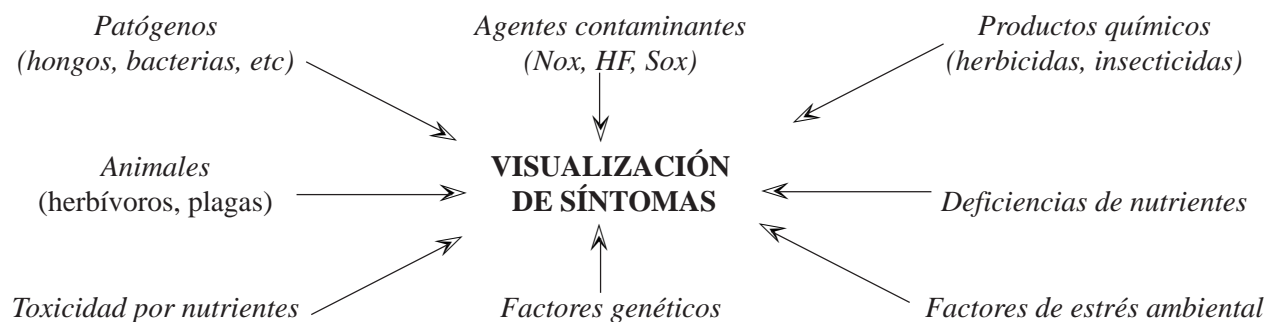 Patógenos
(hongos, bacterias, etc)
Agentes contaminantes
(Nox, HF, Sox)
Productos químicos
(herbicidas, insecticidas)
Animales
(herbívoros, plagas)
VISUALIZACIÓN
DE SÍNTOMAS
Deficiencias de nutrientes
Toxicidad por nutrientes
Factores genéticos
Factores de estrés ambiental